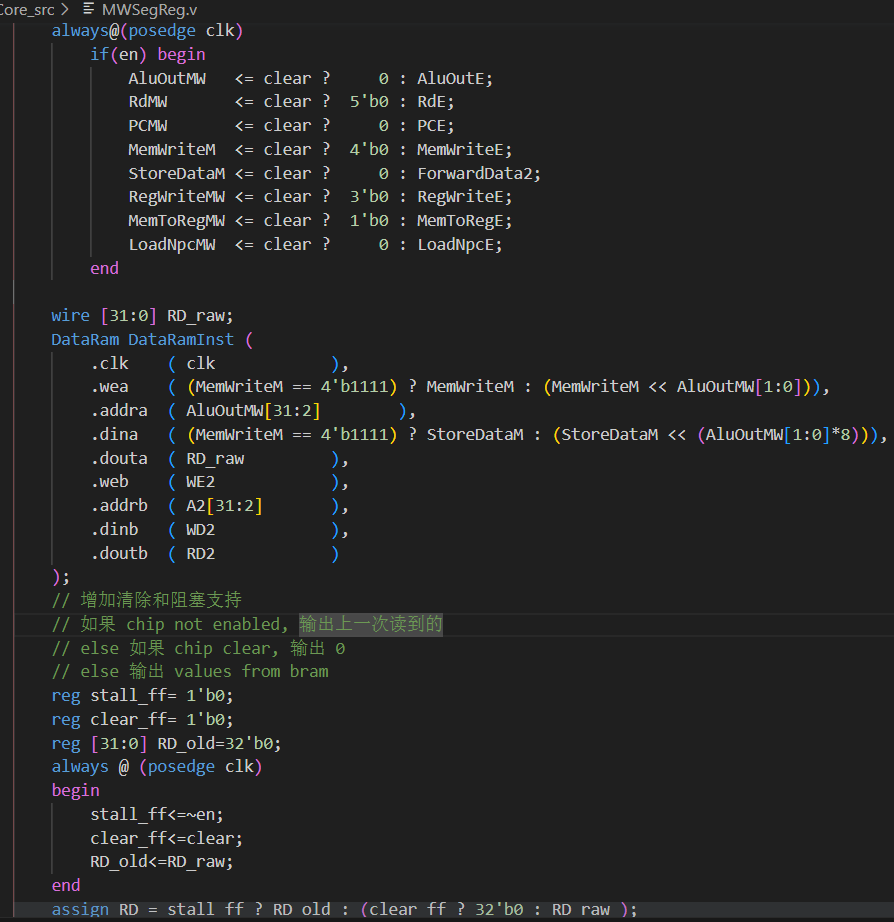 Core_src > MWSegReg.v
always@(posedge clk)
if(en) begin
AluOutMW <= clear ? 0 : AluOutE;
RdMW <= clear ? 5'b0 : RdE;
PCMW <= clear ? 0 : PCE;
MemWriteM <= clear ? 4'b0 : MemWriteE;
StoreDataM <= clear ? 0 : ForwardData2;
RegWriteMW <= clear ? 3'b0 : RegWriteE;
MemToRegMW <= clear ? 1'b0 : MemToRegE;
LoadNpcMW <= clear ? 0 : LoadNpcE;
end
wire [31:0] RD_raw;
DataRam DataRamInst (
.clk ( clk ),
.wea ( (MemWriteM == 4'b1111) ? MemWriteM : (MemWriteM << AluOutMW[1:0])),
.addra ( AluOutMW[31:2] ),
.dina ( (MemWriteM == 4'b1111) ? StoreDataM : (StoreDataM << (AluOutMW[1:0]*8))),
.douta ( RD_raw ),
.web ( WE2 ),
.addrb ( A2[31:2] ),
.dinb ( WD2 ),
.doutb ( RD2 )
);
// 增加清除和阻塞支持
// 如果 chip not enabled, 输出上一次读到的
// else 如果 chip clear, 输出 0
// else 输出 values from bram
reg stall_ff= 1'b0;
reg clear_ff= 1'b0;
reg [31:0] RD_old=32'b0;
always @ (posedge clk)
begin
stall_ff<=~en;
clear_ff<=clear;
RD_old<=RD_raw;
end
assign RD = stall_ff ? RD_old : (clear_ff ? 32'b0 : RD_raw );